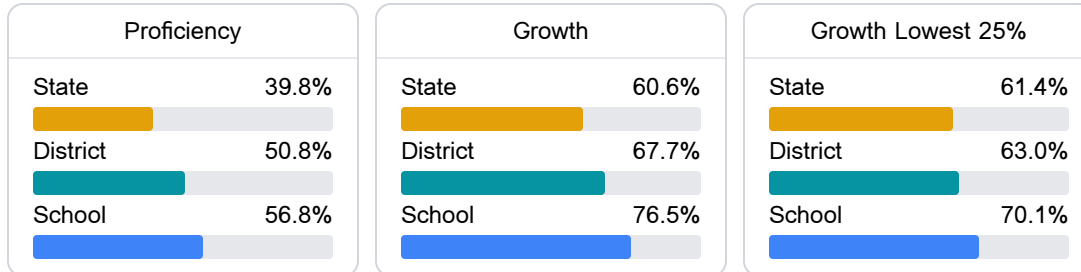 Proficiency
State 39.8%
District 50.8%
School 56.8%
Growth
State 60.6%
District 67.7%
School 76.5%
Growth Lowest 25%
State 61.4%
District 63.0%
School 70.1%